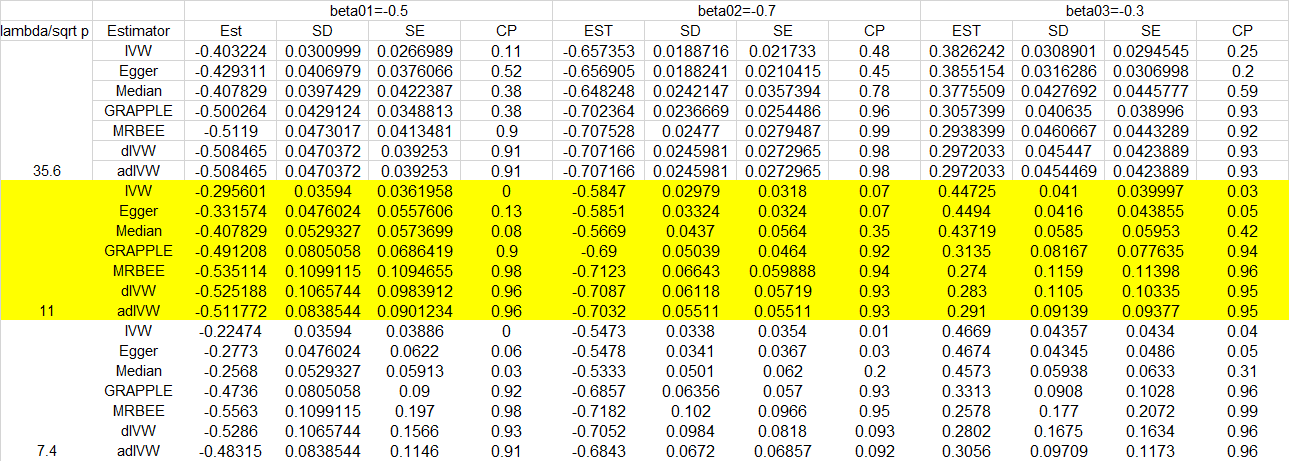 beta01=-0.5 beta02=-0.7 beta03=-0.3
lambda/sqrt p Estimator Est SD SE CP EST SD SE CP EST SD SE CP
IVW -0.403224 0.0300999 0.0266989 0.11 -0.657353 0.0188716 0.021733 0.48 0.3826242 0.0308901 0.0294545 0.25
Egger -0.429311 0.0406979 0.0376066 0.52 -0.656905 0.0188241 0.0210415 0.45 0.3855154 0.0316286 0.0306998 0.2
Median -0.407829 0.0397429 0.0422387 0.38 -0.648248 0.0242147 0.0357394 0.78 0.3775509 0.0427692 0.0445777 0.59
GRAPPLE -0.500264 0.0429124 0.0348813 0.38 -0.702364 0.0236669 0.0254486 0.96 0.3057399 0.040635 0.038996 0.93
MRBEE -0.5119 0.0473017 0.0413481 0.9 -0.707528 0.02477 0.0279487 0.99 0.2938399 0.0460667 0.0443289 0.92
dIVW -0.508465 0.0470372 0.039253 0.91 -0.707166 0.0245981 0.0272965 0.98 0.2972033 0.045447 0.0423889 0.93
35.6 adIVW -0.508465 0.0470372 0.039253 0.91 -0.707166 0.0245981 0.0272965 0.98 0.2972033 0.0454469 0.0423889 0.93
IVW -0.295601 0.03594 0.0361958 0 -0.5847 0.02979 0.0318 0.07 0.44725 0.041 0.039997 0.03
Egger -0.331574 0.0476024 0.0557606 0.13 -0.5851 0.03324 0.0324 0.07 0.4494 0.0416 0.043855 0.05
Median -0.407829 0.0529327 0.0573699 0.08 -0.5669 0.0437 0.0564 0.35 0.43719 0.0585 0.05953 0.42
GRAPPLE -0.491208 0.0805058 0.0686419 0.9 -0.69 0.05039 0.0464 0.92 0.3135 0.08167 0.077635 0.94
MRBEE -0.535114 0.1099115 0.1094655 0.98 -0.7123 0.06643 0.059888 0.94 0.274 0.1159 0.11398 0.96
dIVW -0.525188 0.1065744 0.0983912 0.96 -0.7087 0.06118 0.05719 0.93 0.283 0.1105 0.10335 0.95
11 adIVW -0.511772 0.0838544 0.0901234 0.96 -0.7032 0.05511 0.05511 0.93 0.291 0.09139 0.09377 0.95
IVW -0.22474 0.03594 0.03886 0 -0.5473 0.0338 0.0354 0.01 0.4669 0.04357 0.0434 0.04
Egger -0.2773 0.0476024 0.0622 0.06 -0.5478 0.0341 0.0367 0.03 0.4674 0.04345 0.0486 0.05
Median -0.2568 0.0529327 0.05913 0.03 -0.5333 0.0501 0.062 0.2 0.4573 0.05938 0.0633 0.31
GRAPPLE -0.4736 0.0805058 0.09 0.92 -0.6857 0.06356 0.057 0.93 0.3313 0.0908 0.1028 0.96
MRBEE -0.5563 0.1099115 0.197 0.98 -0.7182 0.102 0.0966 0.95 0.2578 0.177 0.2072 0.99
dIVW -0.5286 0.1065744 0.1566 0.93 -0.7052 0.0984 0.0818 0.093 0.2802 0.1675 0.1634 0.96
7.4 adIVW -0.48315 0.0838544 0.1146 0.91 -0.6843 0.0672 0.06857 0.092 0.3056 0.09709 0.1173 0.96